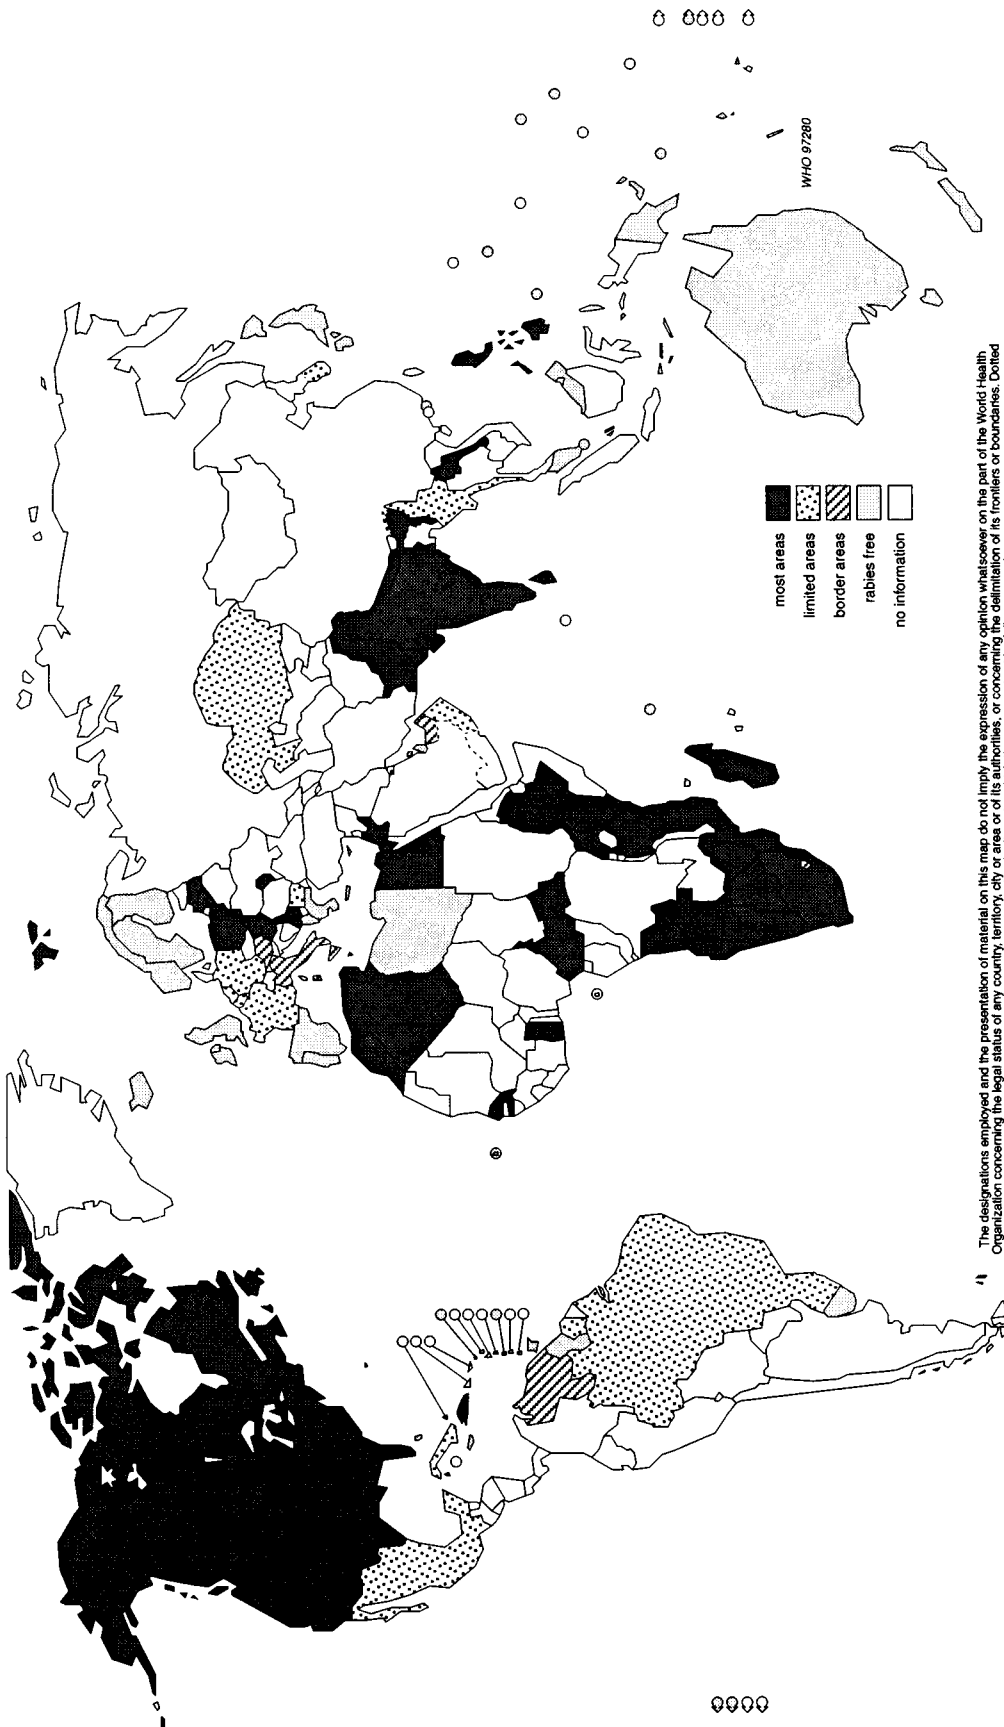 WHO 97280
most areas
limited areas
border areas
rabies free
no information
The designations employed and the presentation of material on this map do not imply the expression of any opinion whatsoever on the part of the World Health
Organization concerning the legal status of any country, territory, city or area or of its authorities, or concerning the delimitation of its frontiers or boundaries. Dotted